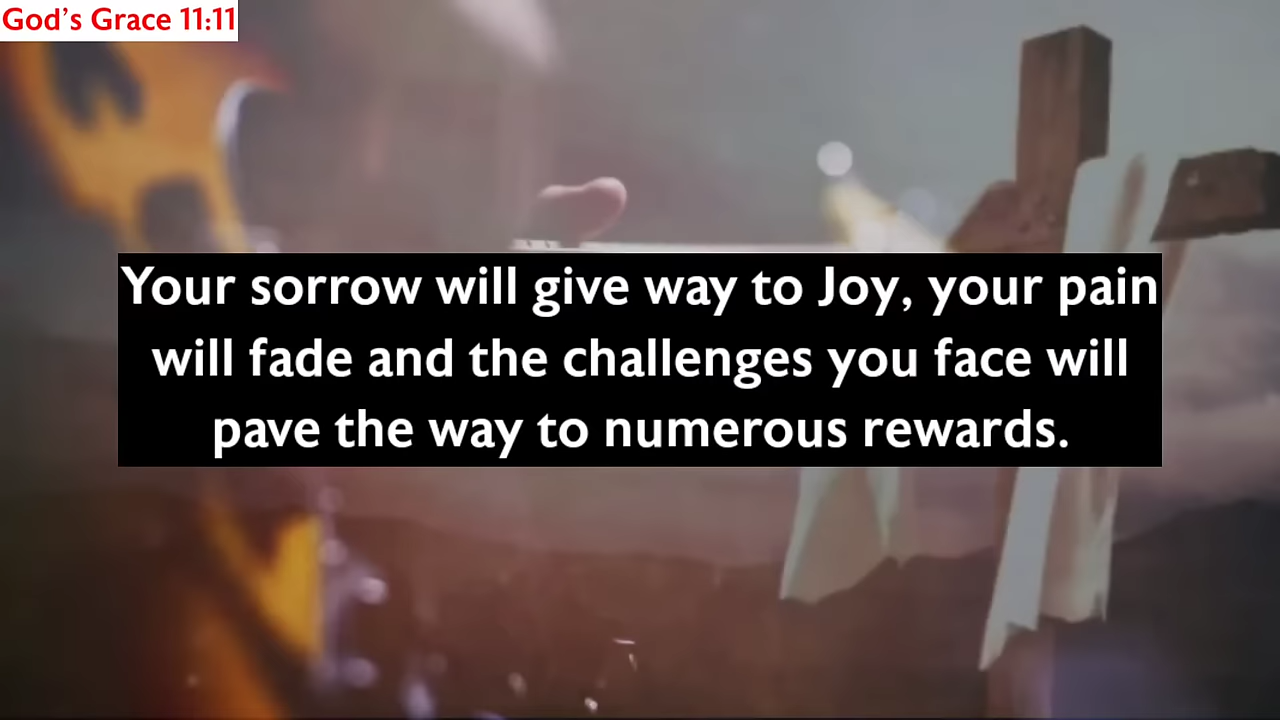 God’s Grace 11:11
Your sorrow will give way to Joy, your pain
will fade and the challenges you face will
pave the way to numerous rewards.